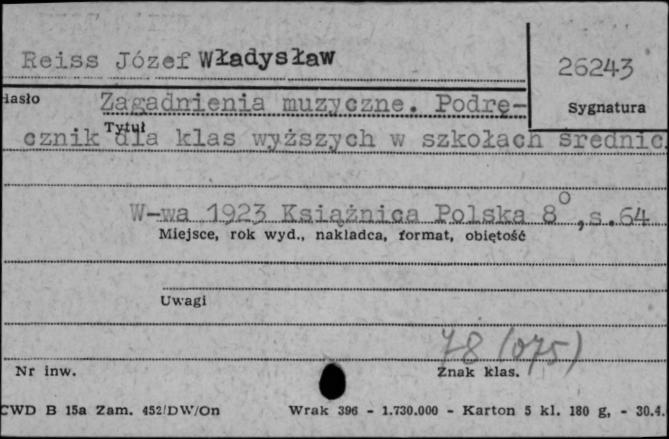 Reiss Józef Władysław
26243
Hasło
Sygnatura
Zagadnienia muzyczne. Podrę-
Tytuł
cznik dla klas wyższych w szkołach średnic.
W-wa 1923 Książnica Polska 8°, s. 64
Miejsce, rok wyd., nakładca, format, objętość
Uwagi
78 (075)
Nr inw.
Znak klas.
CWD B 15a Zam. 452/DW/On
Wrak 396 - 1.730.000 - Karton 5 kl. 180 g, - 30.4.